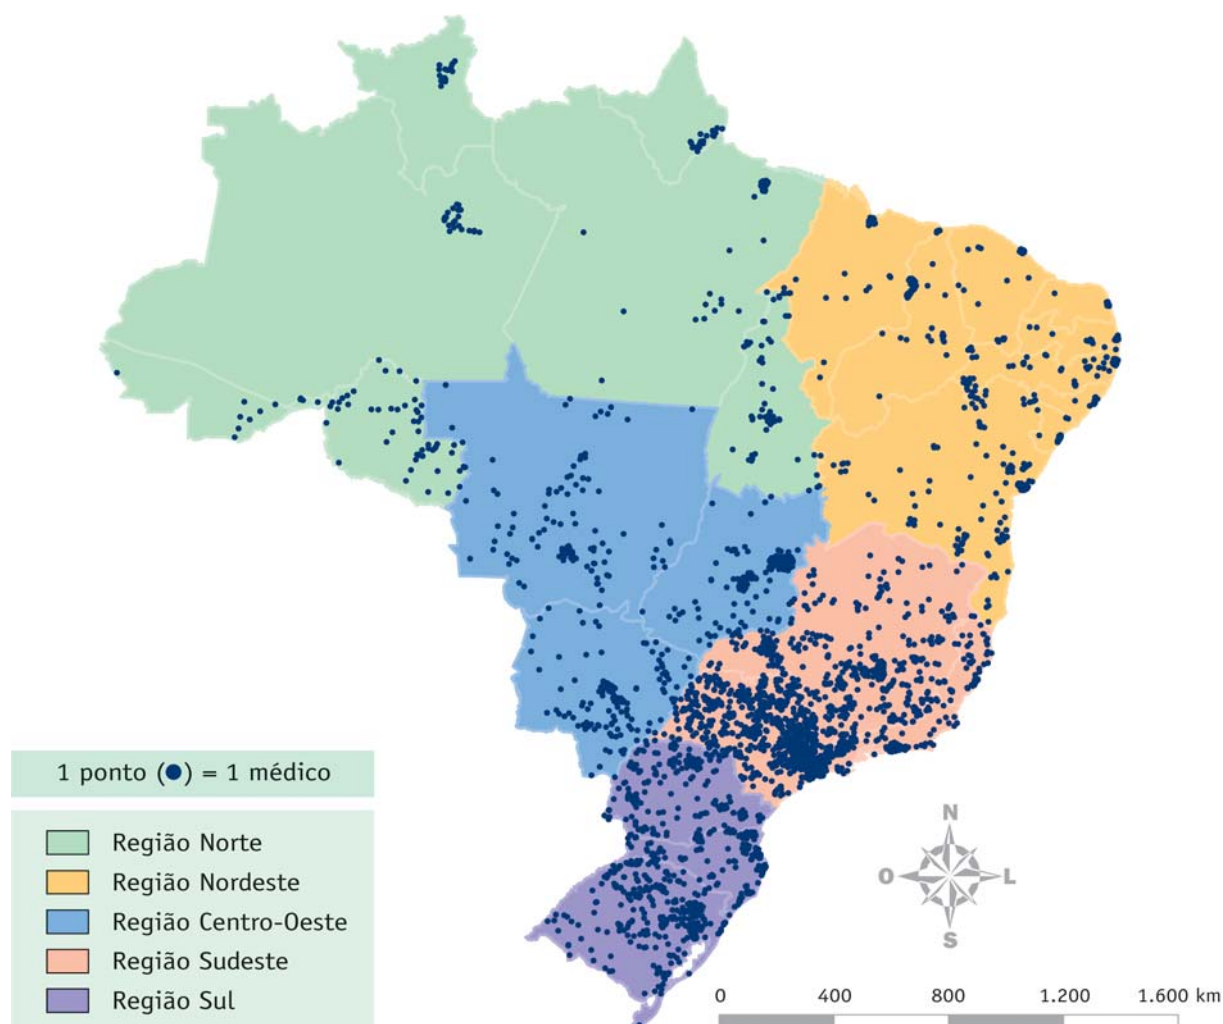 1 ponto (●) = 1 médico
Região Norte
Região Nordeste
Região Centro-Oeste
Região Sudeste
Região Sul
N
O L
S
0 400 800 1.200 1.600 km